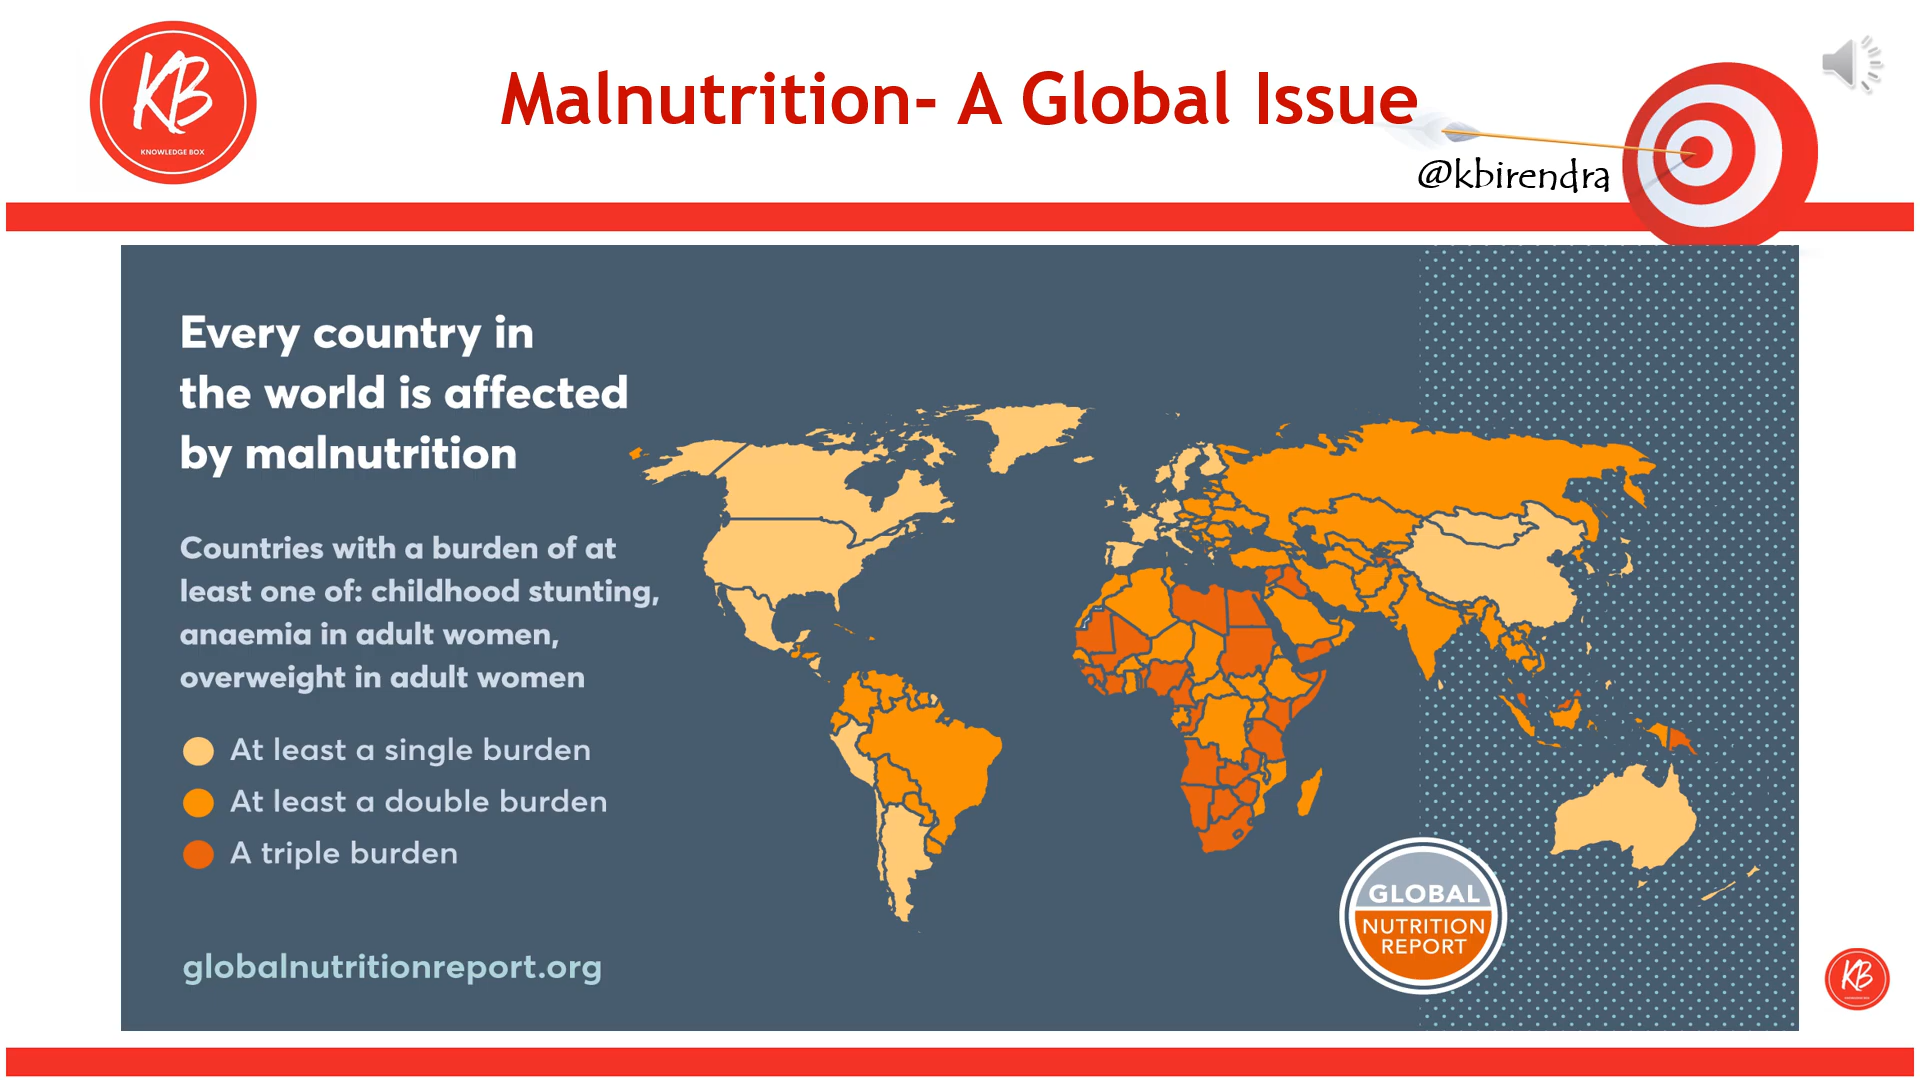 KB
KNOWLEDGE BOX
Malnutrition- A Global Issue
@kbirendra
Every country in
the world is affected
by malnutrition
Countries with a burden of at
least one of: childhood stunting,
anaemia in adult women,
overweight in adult women
At least a single burden
At least a double burden
A triple burden
globalnutritionreport.org
GLOBAL
NUTRITION
REPORT
KB